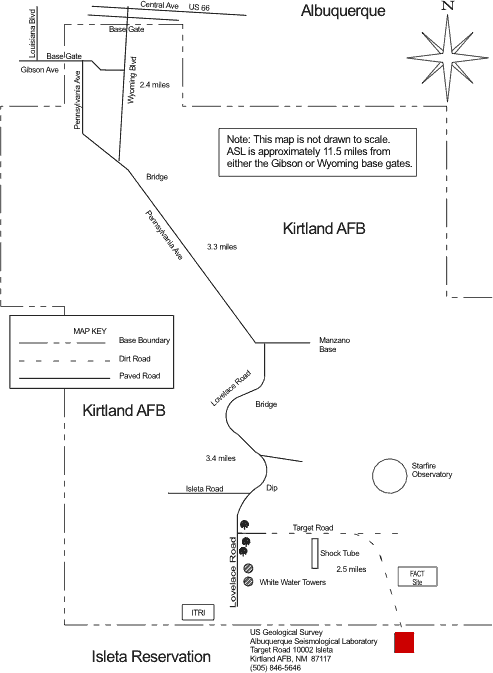 Central Ave
US 66
Albuquerque
N
Louisiana Blvd
Base Gate
Base Gate
Gibson Ave
Wyoming Blvd
2.4 miles
Pennsylvania Ave
Note: This map is not drawn to scale.
ASL is approximately 11.5 miles from
either the Gibson or Wyoming base gates.
Bridge
Pennsylvania Ave
Kirtland AFB
3.3 miles
MAP KEY
Base Boundary
Dirt Road
Paved Road
Manzano
Base
Lovelace Road
Kirtland AFB
Bridge
3.4 miles
Starfire
Observatory
Isleta Road
Dip
Target Road
Lovelace Road
Shock Tube
2.5 miles
FACT
Site
White Water Towers
ITRI
US Geological Survey
Albuquerque Seismological Laboratory
Target Road 10002 Isleta
Kirtland AFB, NM  87117
(505) 846-5646
Isleta Reservation